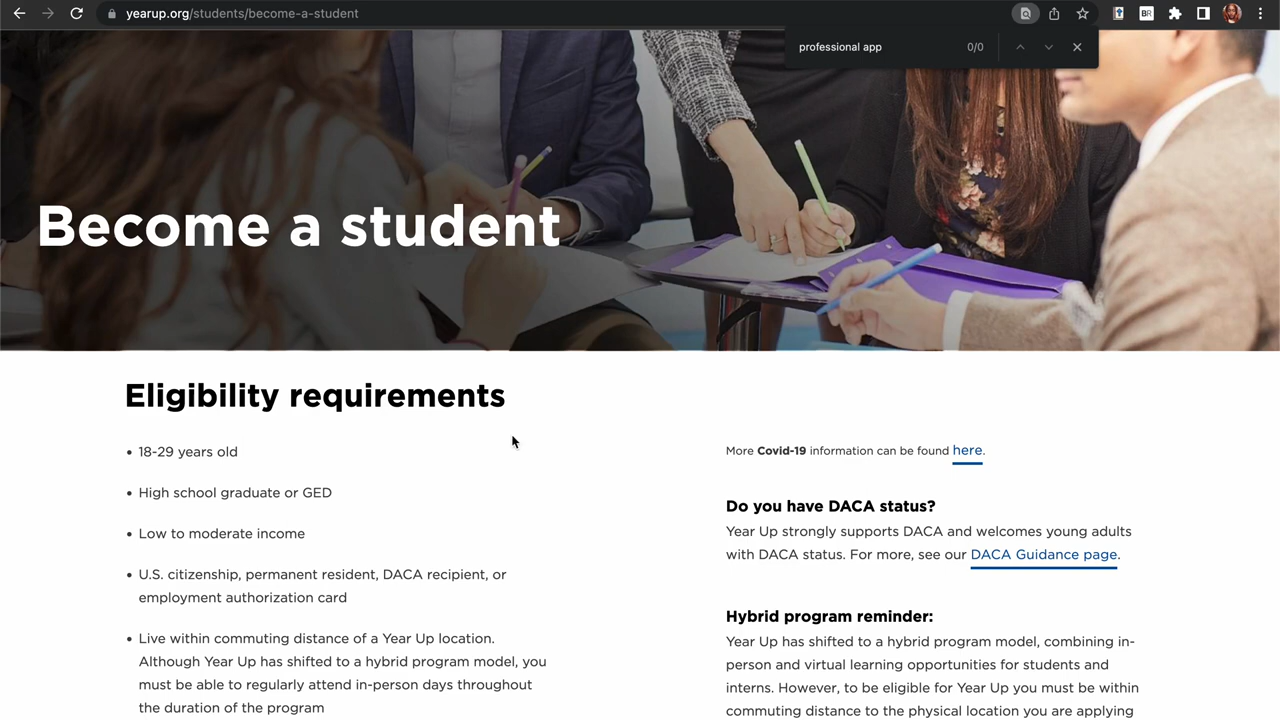 yearup.org/students/become-a-student
BR
professional app
0/0
Become a student
Eligibility requirements
• 18-29 years old
• High school graduate or GED
• Low to moderate income
• U.S. citizenship, permanent resident, DACA recipient, or
employment authorization card
• Live within commuting distance of a Year Up location.
Although Year Up has shifted to a hybrid program model, you
must be able to regularly attend in-person days throughout
the duration of the program
More Covid-19 information can be found here.
Do you have DACA status?
Year Up strongly supports DACA and welcomes young adults
with DACA status. For more, see our DACA Guidance page.
Hybrid program reminder:
Year Up has shifted to a hybrid program model, combining in-
person and virtual learning opportunities for students and
interns. However, to be eligible for Year Up you must be within
commuting distance to the physical location you are applying